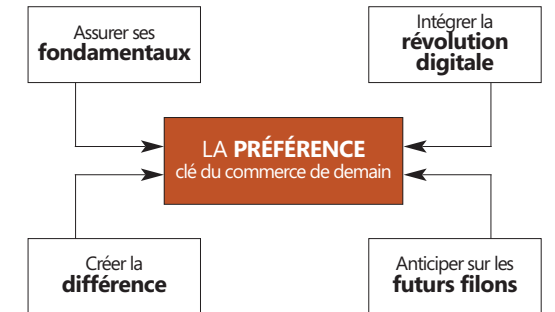 Assurer ses
fondamentaux
Intégrer la
révolution
digitale
LA PRÉFÉRENCE
clé du commerce de demain
Créer la
différence
Anticiper sur les
futurs filons